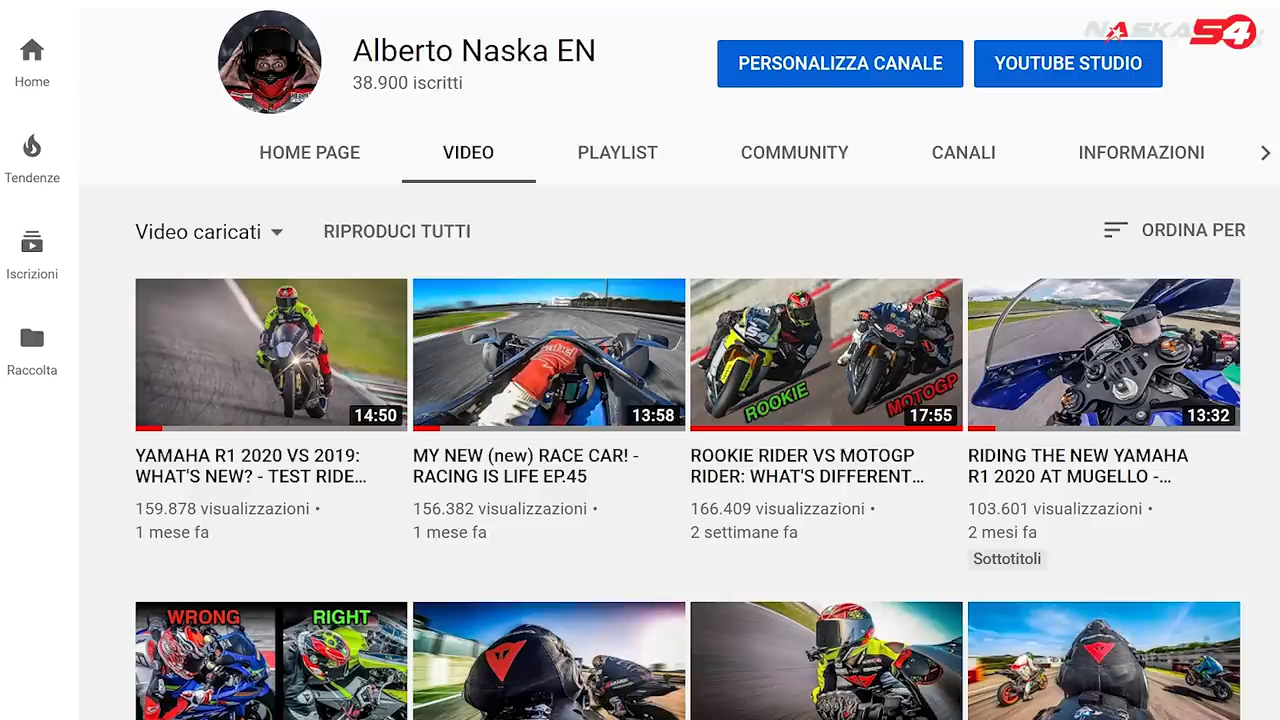 NASKA 54
Alberto Naska EN
38.900 iscritti
PERSONALIZZA CANALE
YOUTUBE STUDIO
Home
Tendenze
Iscrizioni
Raccolta
HOME PAGE
VIDEO
PLAYLIST
COMMUNITY
CANALI
INFORMAZIONI
Video caricati
RIPRODUCI TUTTI
ORDINA PER
14:50
YAMAHA R1 2020 VS 2019:
WHAT'S NEW? - TEST RIDE...
159.878 visualizzazioni •
1 mese fa
13:58
MY NEW (new) RACE CAR! -
RACING IS LIFE EP.45
156.382 visualizzazioni •
1 mese fa
ROOKIE
MOTOGP
17:55
ROOKIE RIDER VS MOTOGP
RIDER: WHAT'S DIFFERENT...
166.409 visualizzazioni •
2 settimane fa
13:32
RIDING THE NEW YAMAHA
R1 2020 AT MUGELLO -...
103.601 visualizzazioni •
2 mesi fa
Sottotitoli
WRONG
RIGHT